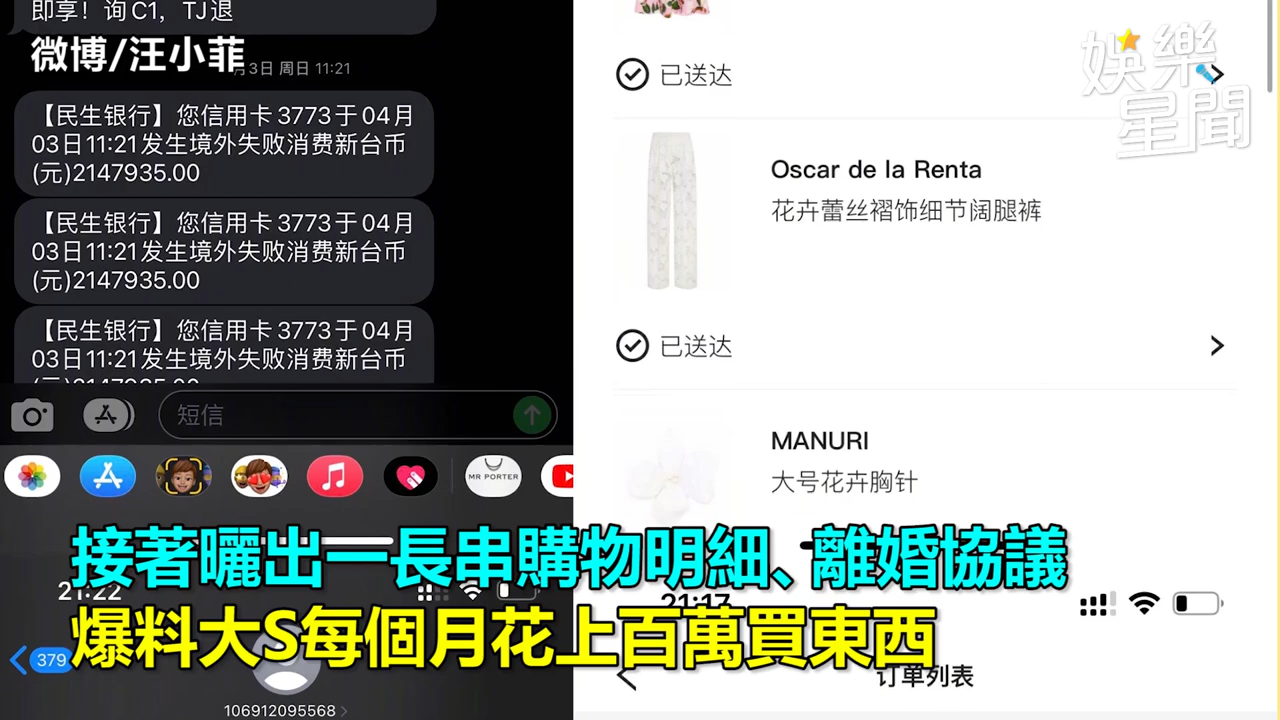 即享！询C1，TJ退
微博/汪小菲
月3日 周日 11:21
【民生银行】您信用卡3773于04月
03日11:21发生境外失败消费新台币
(元)2147935.00
【民生银行】您信用卡3773于04月
03日11:21发生境外失败消费新台币
(元)2147935.00
【民生银行】您信用卡3773于04月
03日11:21发生境外失败消费新台币
短信
MR PORTER
娛樂
星聞
已送达
Oscar de la Renta
花卉蕾丝褶饰细节阔腿裤
已送达
MANURI
大号花卉胸针
接著曬出一長串購物明細、離婚協議
21:22
21:17
爆料大S每個月花上百萬買東西
379
订单列表
106912095568